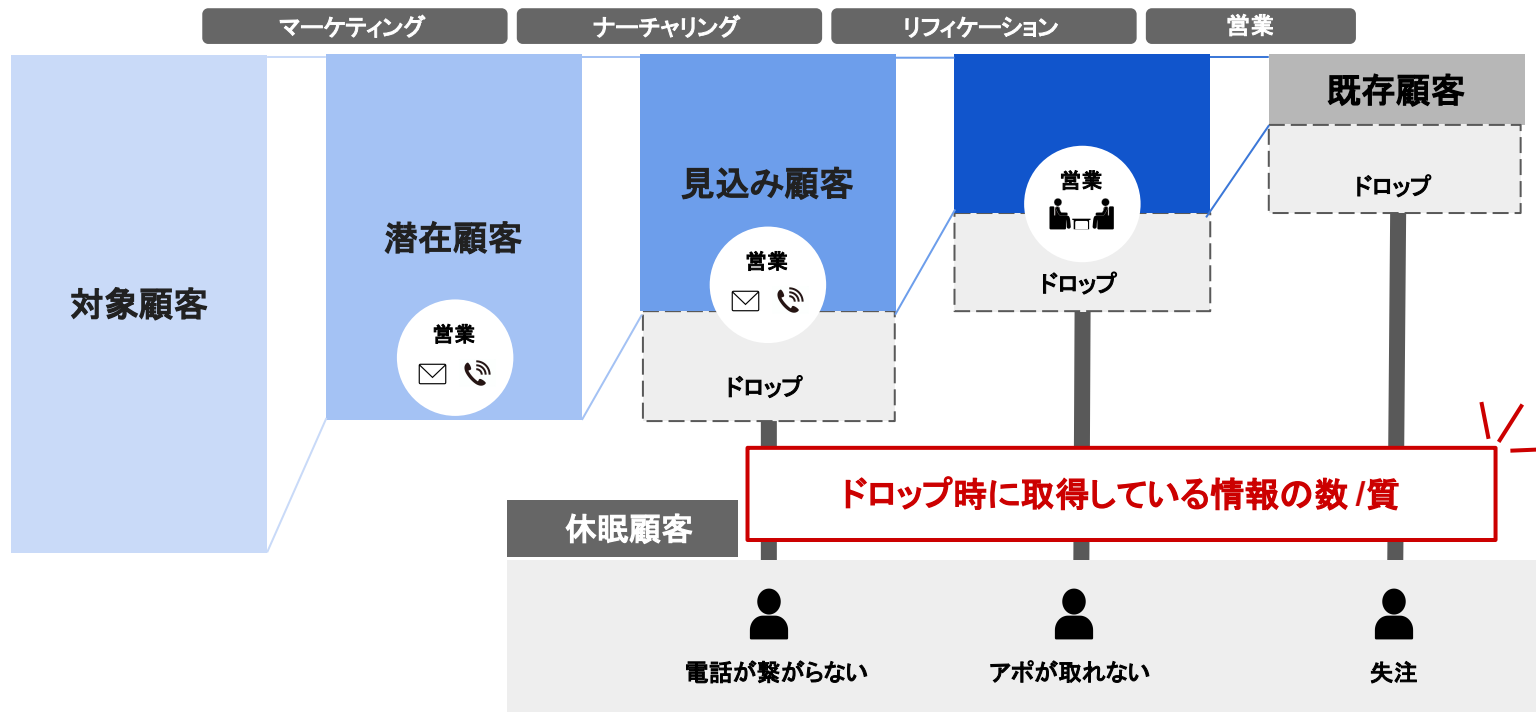 マーケティング
ナーチャリング
リフィケーション
営業
対象顧客
潜在顧客
営業
見込み顧客
営業
ドロップ
営業
ドロップ
既存顧客
ドロップ
ドロップ時に取得している情報の数 /質
休眠顧客
電話が繋がらない
アポが取れない
失注